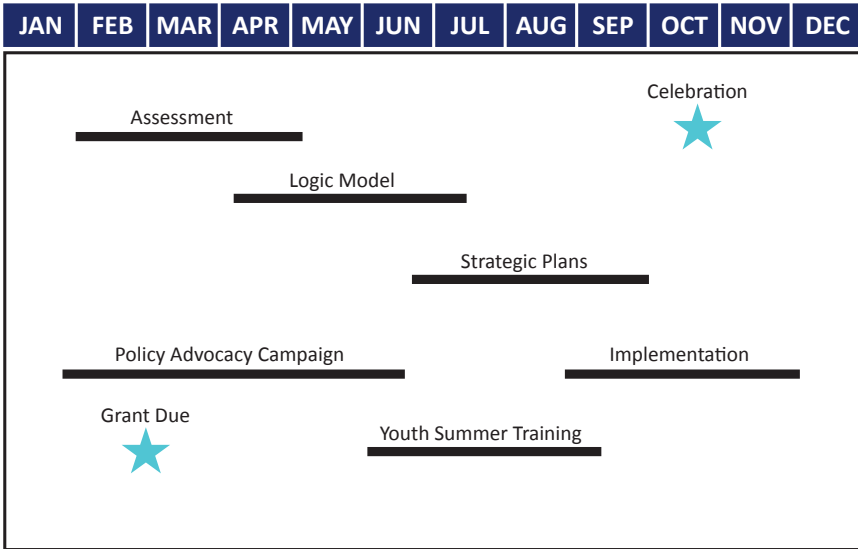 JAN FEB MAR APR MAY JUN JUL AUG SEP OCT NOV DEC
Celebration
Assessment
Logic Model
Strategic Plans
Policy Advocacy Campaign
Implementation
Grant Due
Youth Summer Training